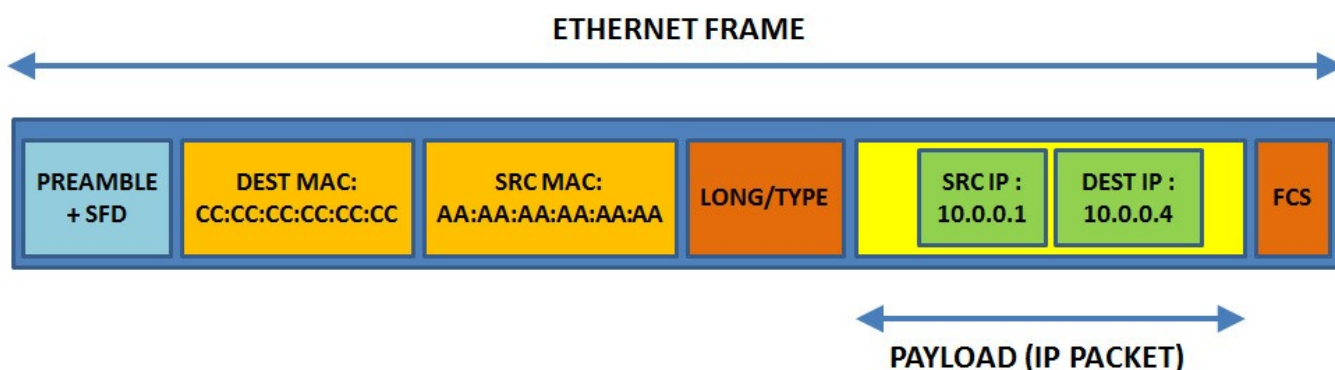 ETHERNET FRAME
PREAMBLE
+ SFD
DEST MAC:
CC:CC:CC:CC:CC:CC
SRC MAC:
AA:AA:AA:AA:AA:AA
LONG/TYPE
SRC IP :
10.0.0.1
DEST IP :
10.0.0.4
FCS
PAYLOAD (IP PACKET)